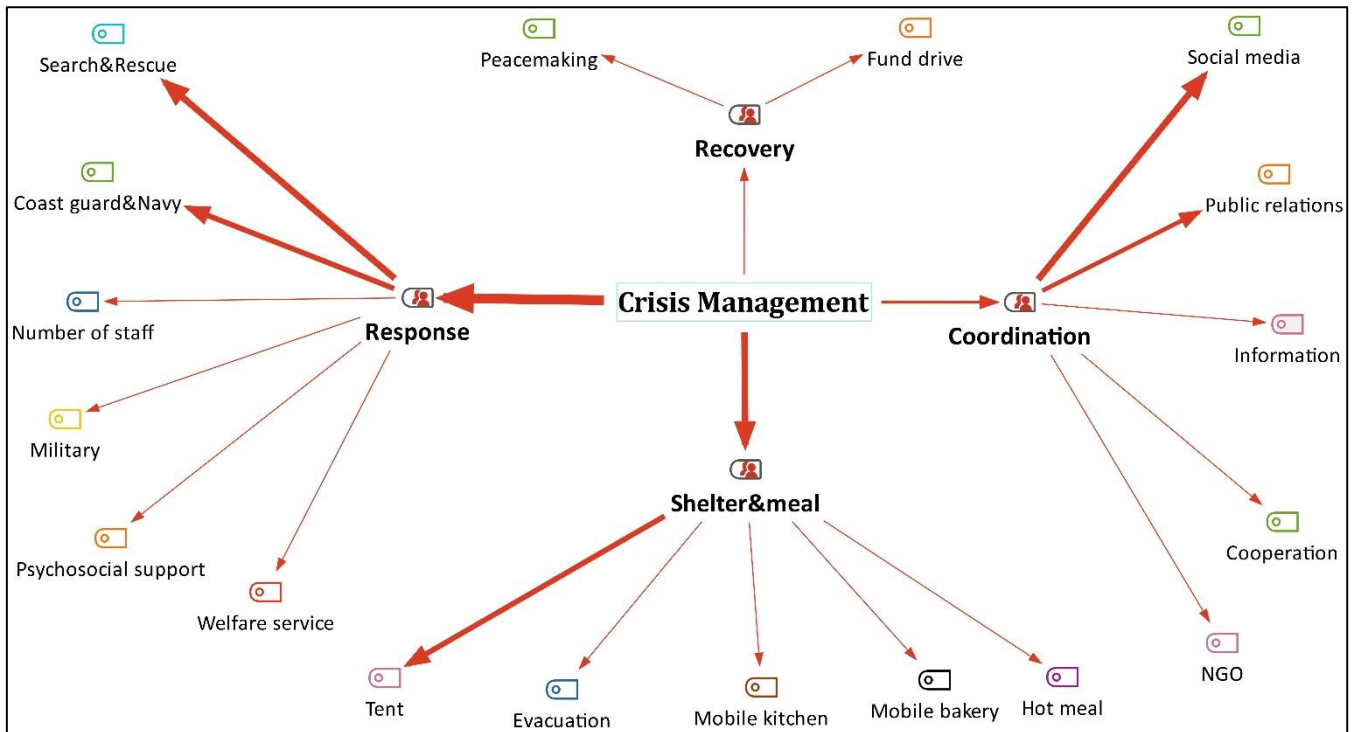 Search&Rescue
Peacemaking
Fund drive
Social media
Recovery
Coast guard&Navy
Public relations
Crisis Management
Number of staff
Response
Coordination
Information
Military
Shelter&meal
Psychosocial support
Cooperation
Welfare service
NGO
Tent
Evacuation
Mobile kitchen
Mobile bakery
Hot meal